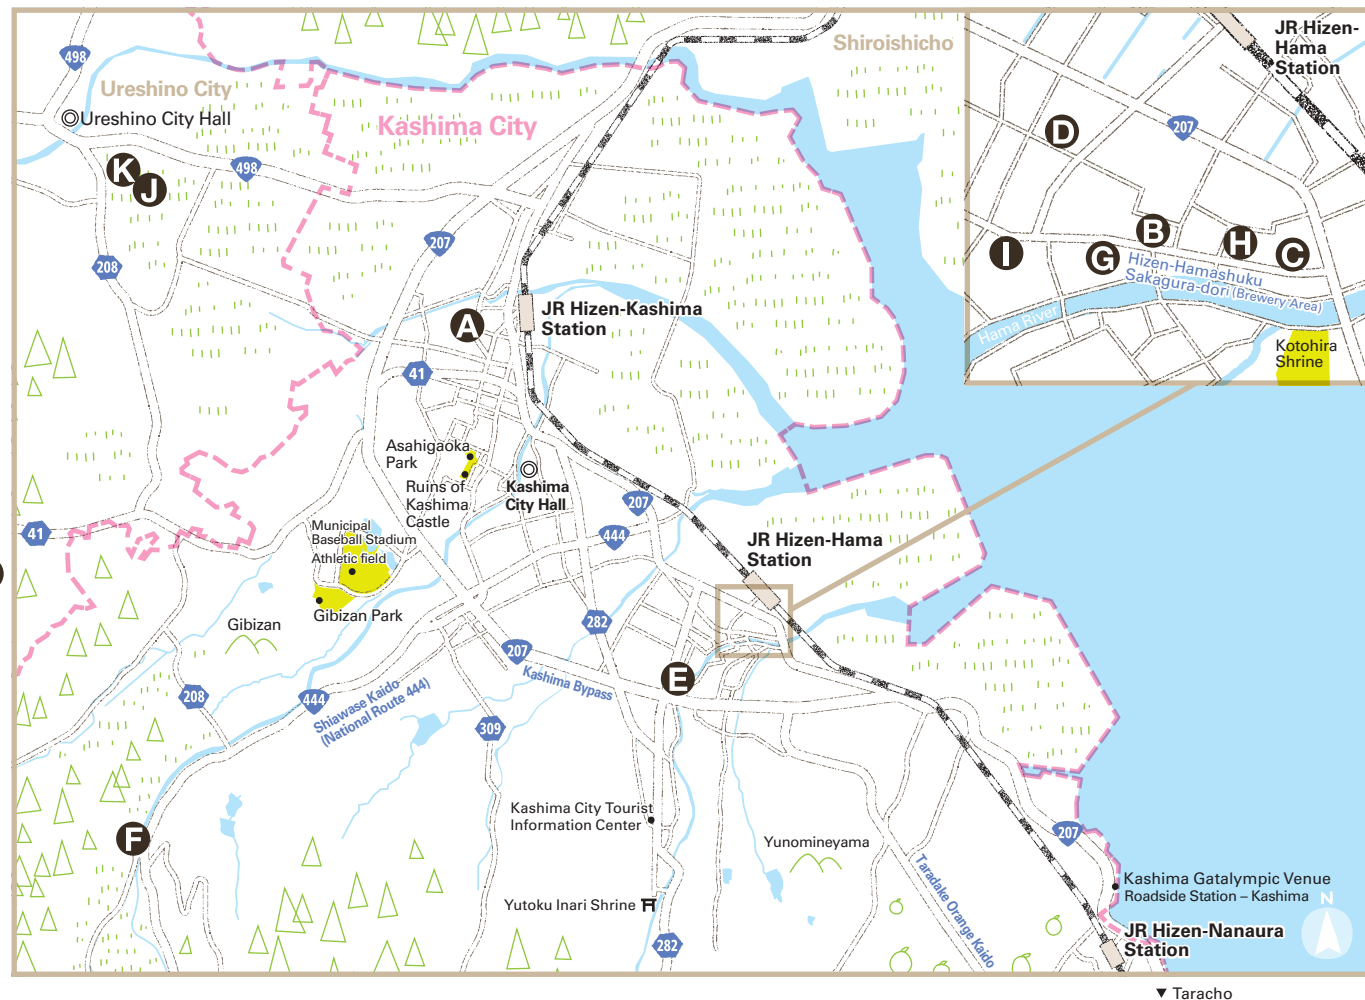 Shiroishicho
JR Hizen-
Hama
Station
498
Ureshino City
Ureshino City Hall
Kashima City
498
K
J
207
D
207
208
I
G
B
H
C
Hizen-Hamashuku
Sakagura-dori (Brewery Area)
Hama River
Kotohira
Shrine
JR Hizen-Kashima
Station
A
41
Asahigaoka
Park
Ruins of
Kashima
Castle
Kashima
City Hall
207
444
41
Municipal
Baseball Stadium
Athletic field
Gibizan Park
Gibizan
JR Hizen-Hama
Station
282
207
Kashima Bypass
E
208
444
Shiawase Kaido
(National Route 444)
309
F
Kashima City Tourist
Information Center
Yunomineyama
Taradake Orange Kaido
207
Kashima Gatalympic Venue
Roadside Station – Kashima
N
Yutoku Inari Shrine
282
JR Hizen-Nanaura
Station
▼ Taracho